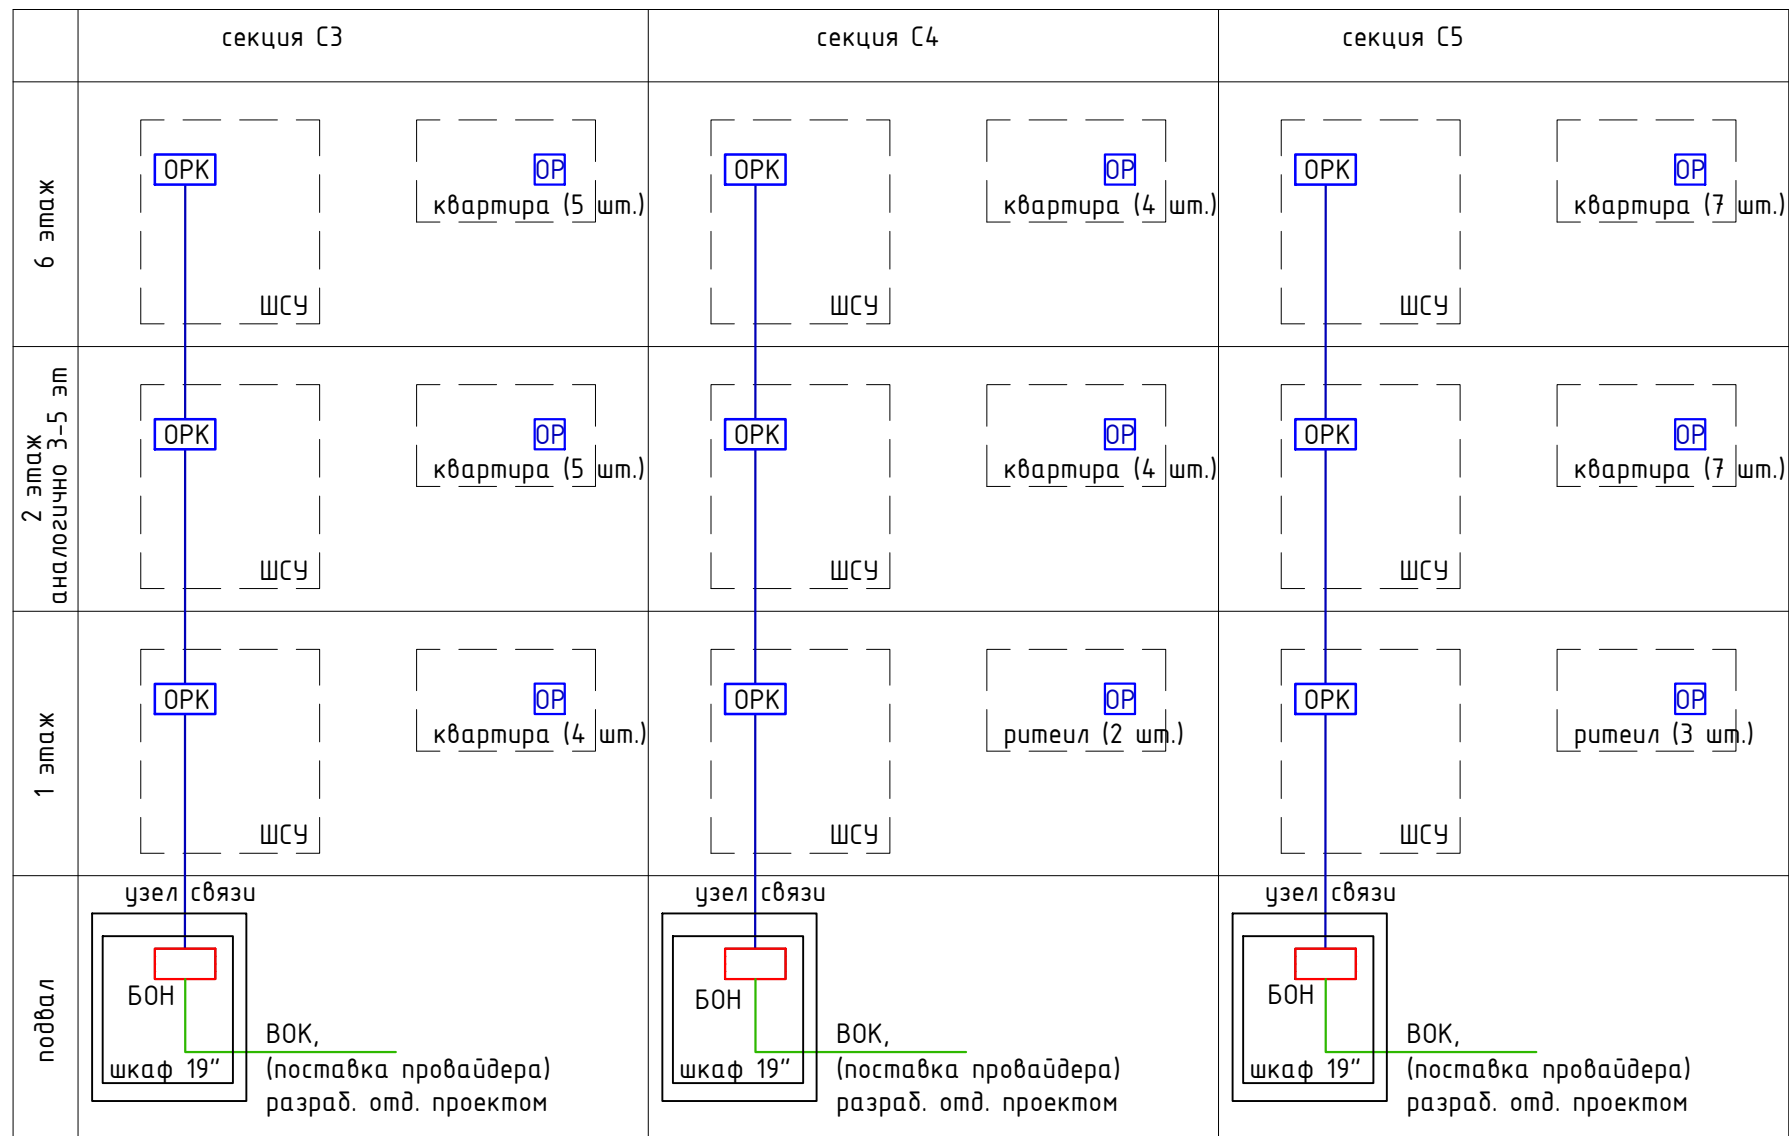 секция С3
секция С4
секция С5
6 этаж
ОРК
ОР
квартира (5 шт.)
ШСУ
ОРК
ОР
квартира (4 шт.)
ШСУ
ОРК
ОР
квартира (7 шт.)
ШСУ
2 этаж
аналогично 3-5 эт
ОРК
ОР
квартира (5 шт.)
ШСУ
ОРК
ОР
квартира (4 шт.)
ШСУ
ОРК
ОР
квартира (7 шт.)
ШСУ
1 этаж
ОРК
ОР
квартира (4 шт.)
ШСУ
ОРК
ОР
ритеил (2 шт.)
ШСУ
ОРК
ОР
ритеил (3 шт.)
ШСУ
подвал
узел связи
БОН
шкаф 19"
ВОК,
(поставка провайдера)
разраб. отд. проектом
узел связи
БОН
шкаф 19"
ВОК,
(поставка провайдера)
разраб. отд. проектом
узел связи
БОН
шкаф 19"
ВОК,
(поставка провайдера)
разраб. отд. проектом